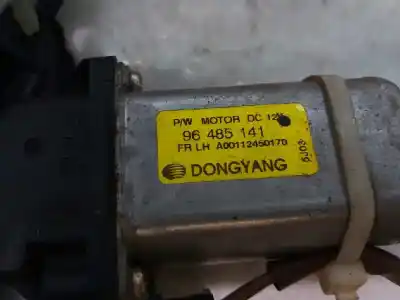 P/W MOTOR DC 12V
96 485 141
FR LH A00112450170
DONGYANG